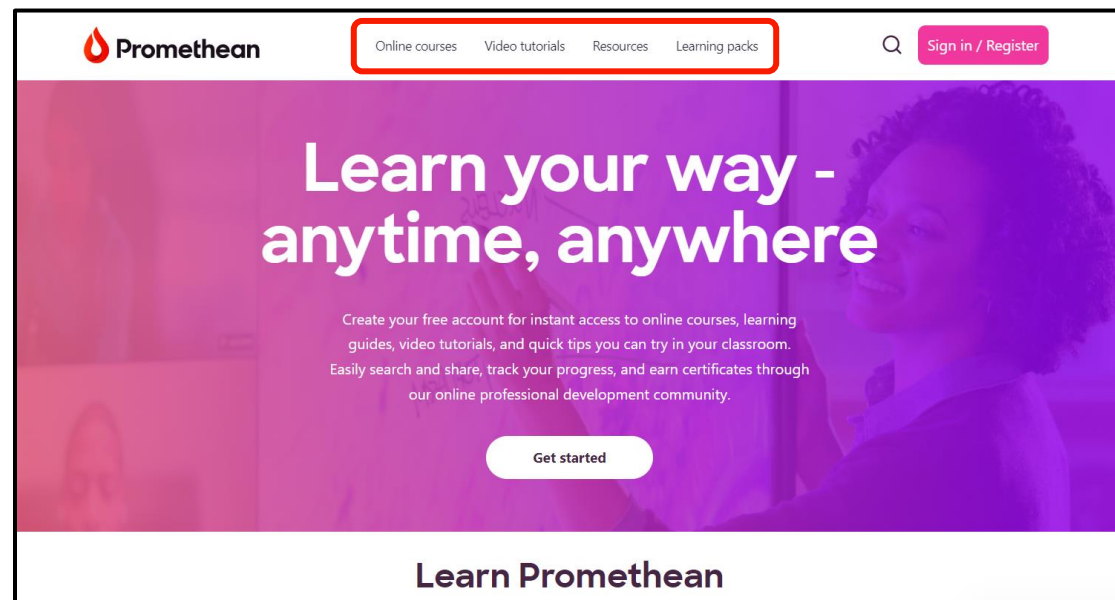 Promethean
Online courses Video tutorials Resources Learning packs
Sign in / Register
Learn your way -
anytime, anywhere
Create your free account for instant access to online courses, learning
guides, video tutorials, and quick tips you can try in your classroom.
Easily search and share, track your progress, and earn certificates through
our online professional development community.
Get started
Learn Promethean